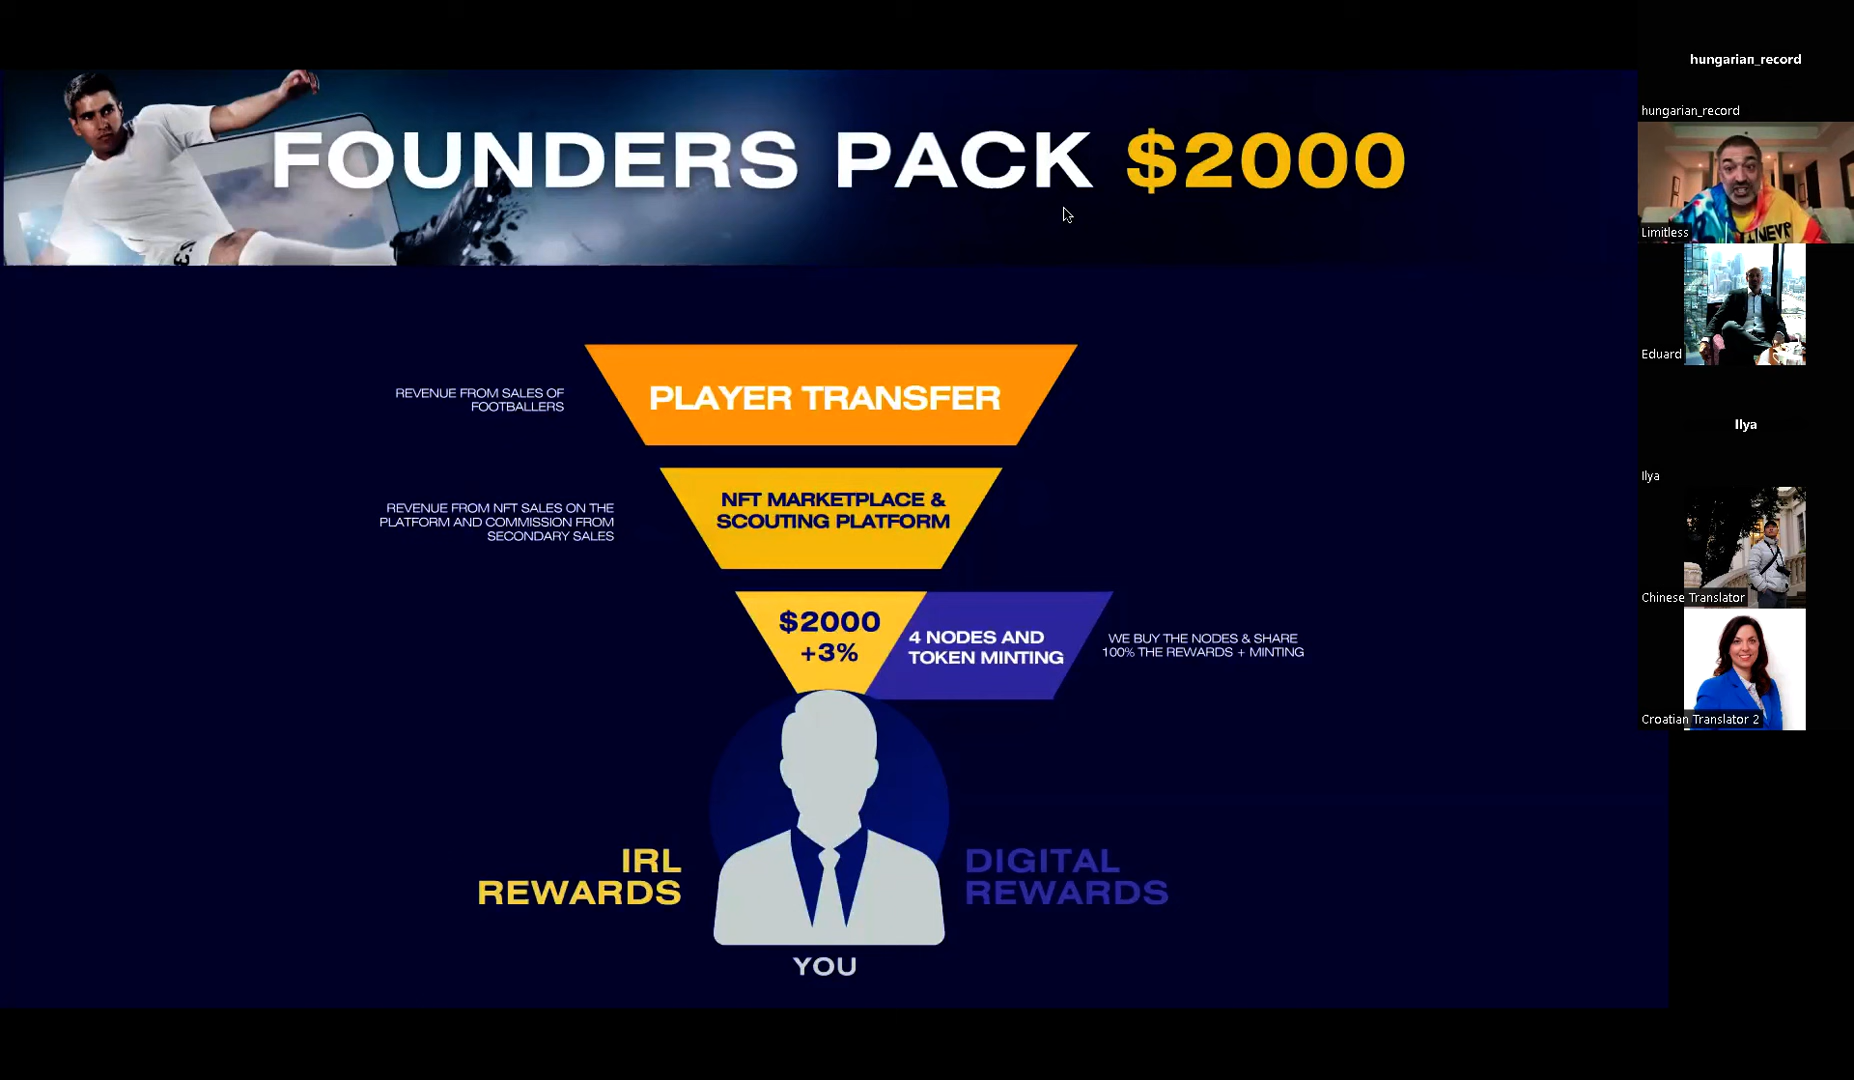 FOUNDERS PACK $2000
REVENUE FROM SALES OF
FOOTBALLERS
PLAYER TRANSFER
REVENUE FROM NFT SALES ON THE
PLATFORM AND COMMISSION FROM
SECONDARY SALES
NFT MARKETPLACE &
SCOUTING PLATFORM
$2000
+3%
4 NODES AND
TOKEN MINTING
WE BUY THE NODES & SHARE
100% THE REWARDS + MINTING
IRL
REWARDS
DIGITAL
REWARDS
YOU
hungarian_record
hungarian_record
Limitless
Eduard
Ilya
Ilya
Chinese Translator
Croatian Translator 2